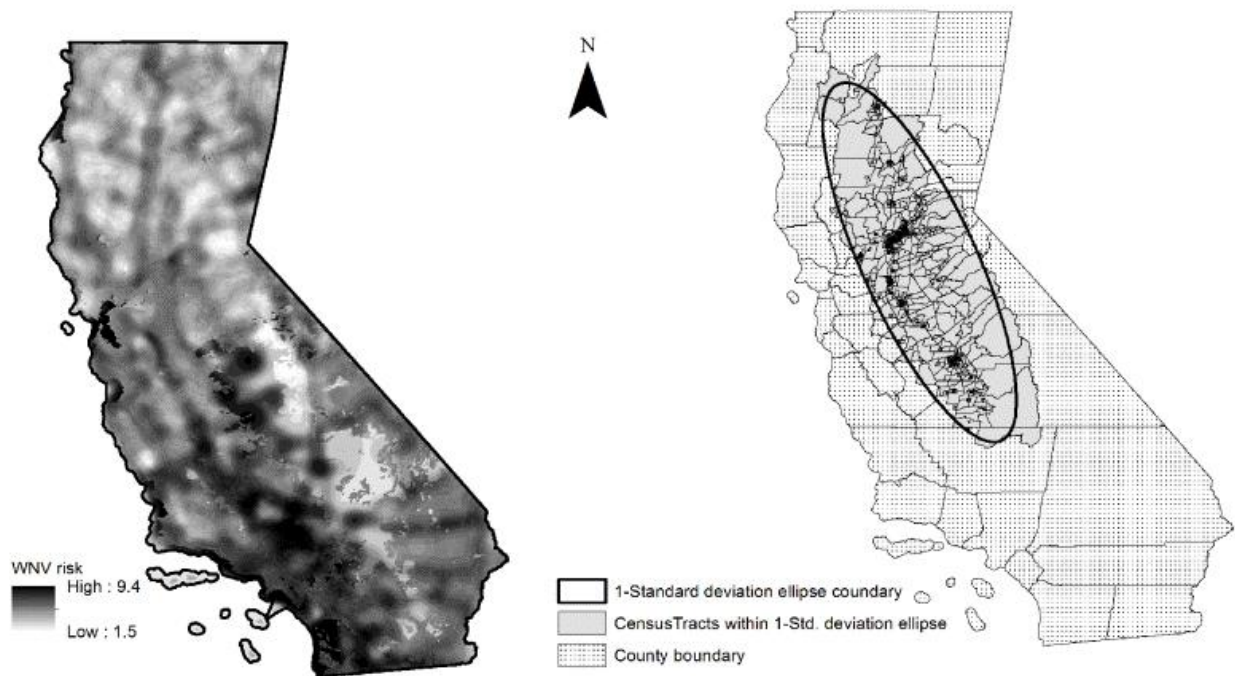 N
WNV risk
High : 9.4
Low : 1.5
1-Standard deviation ellipse coundary
CensusTracts within 1-Std. deviation ellipse
County boundary